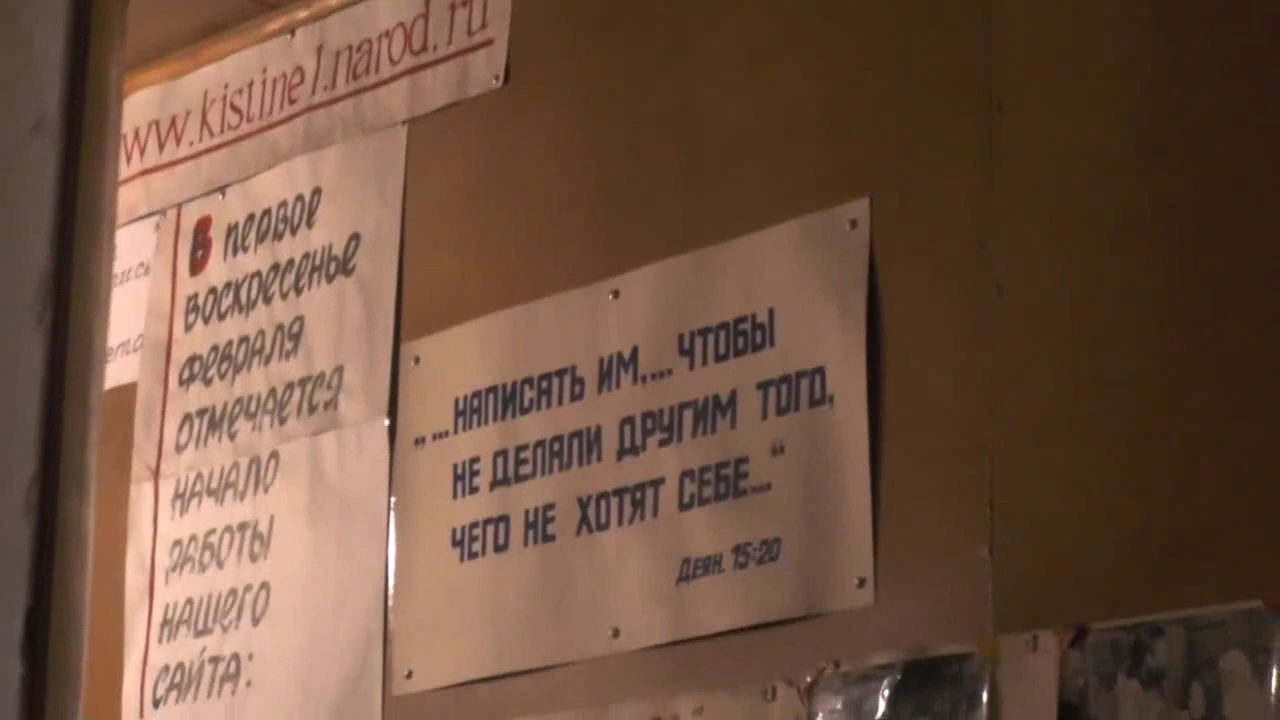 www.kistine1.narod.ru
В первое
воскресенье
февраля
отмечается
начало
работы
нашего
сайта:
„...НАПИСАТЬ ИМ,...ЧТОБЫ
НЕ ДЕЛАЛИ ДРУГИМ ТОГО,
ЧЕГО НЕ ХОТЯТ СЕБЕ...“
Деян. 15:20